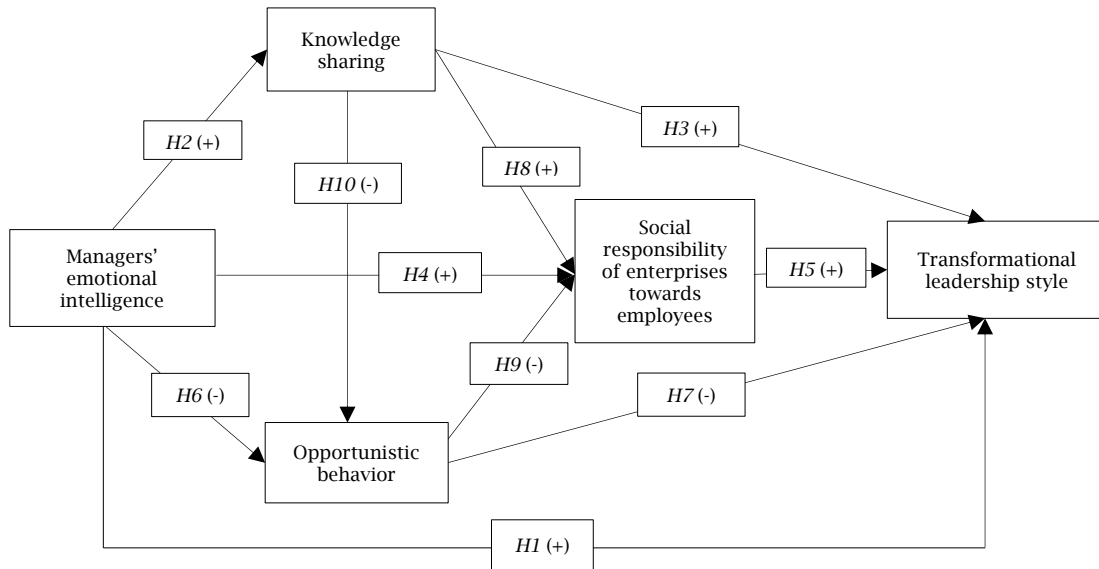 Knowledge
sharing
H2 (+)
H3 (+)
H8 (+)
H10 (-)
Managers'
emotional
intelligence
H4 (+)
Social
responsibility
of enterprises
towards
employees
H5 (+)
Transformational
leadership style
H9 (-)
H6 (-)
H7 (-)
Opportunistic
behavior
H1 (+)